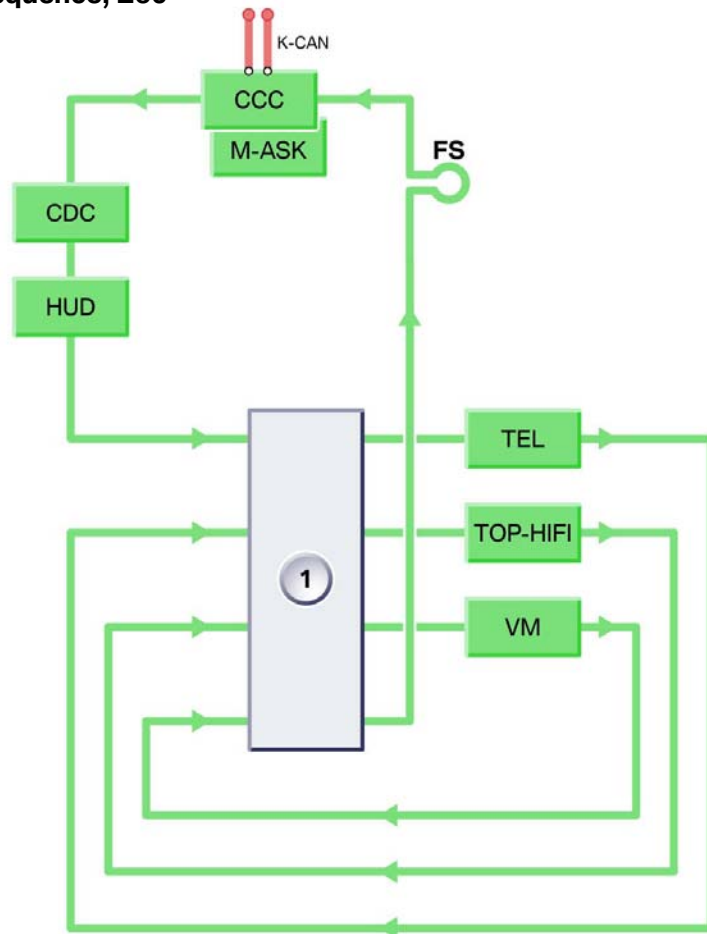 K-CAN
CCC
M-ASK
FS
CDC
HUD
TEL
TOP-HIFI
1
VM